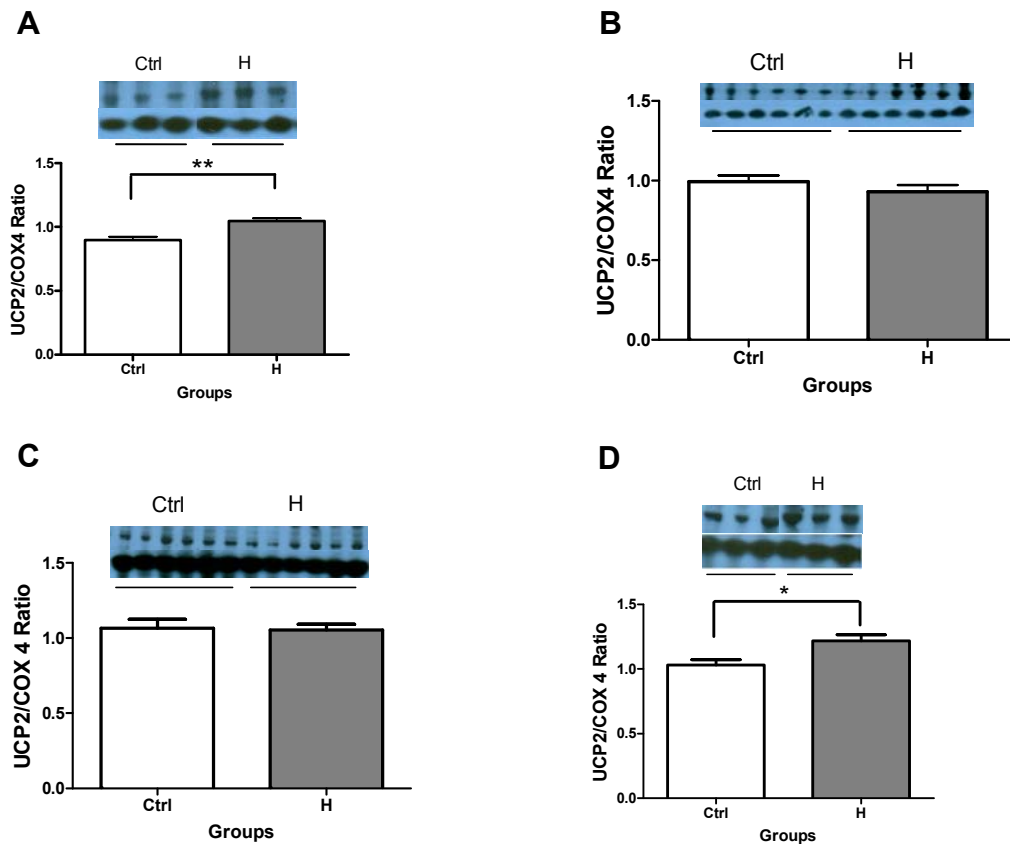 A
Ctrl H
**
UCP2/COX4 Ratio
1.5
1.0
0.5
0.0
Ctrl H
Groups
B
Ctrl H
UCP2/COX4 Ratio
1.5
1.0
0.5
0.0
Ctrl H
Groups
C
Ctrl H
UCP2/COX 4 Ratio
1.5
1.0
0.5
0.0
Ctrl H
Groups
D
Ctrl H
*
UCP2/COX 4 Ratio
1.5
1.0
0.5
0.0
Ctrl H
Groups